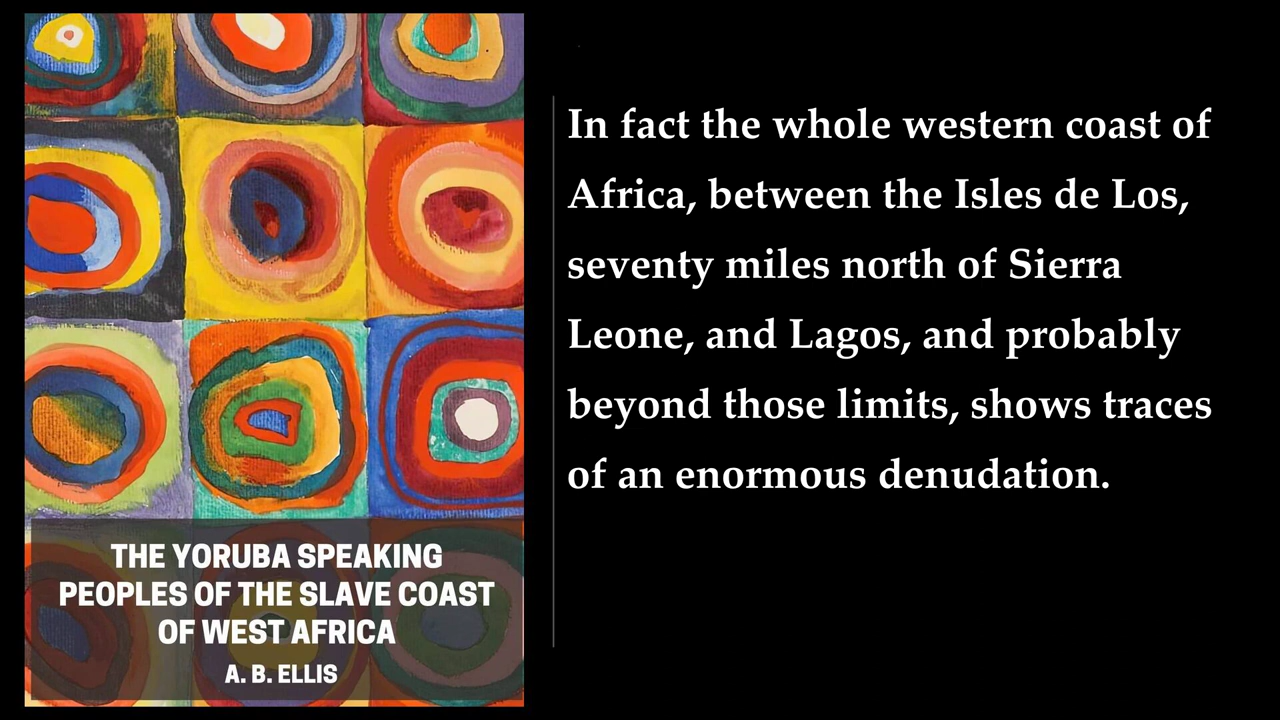 THE YORUBA SPEAKING
PEOPLES OF THE SLAVE COAST
OF WEST AFRICA
A. B. ELLIS
In fact the whole western coast of
Africa, between the Isles de Los,
seventy miles north of Sierra
Leone, and Lagos, and probably
beyond those limits, shows traces
of an enormous denudation.